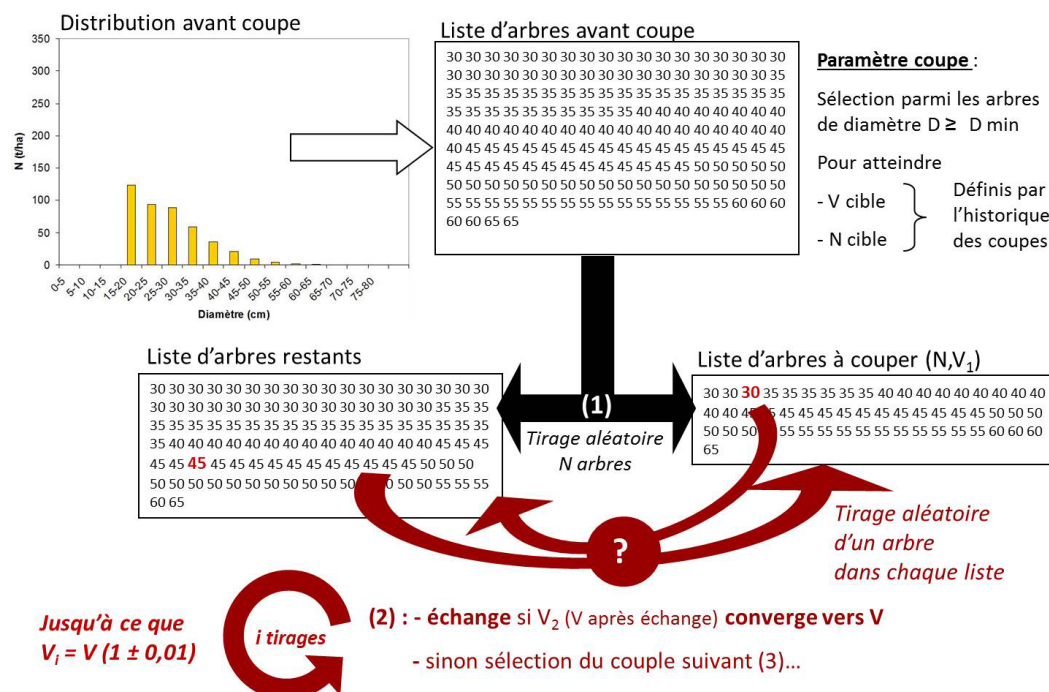 Distribution avant coupe
350
300
250
200
150
100
50
0
N (t/ha)
0-5
5-10
10-15
15-20
20-25
25-30
30-35
35-40
40-45
45-50
50-55
55-60
60-65
65-70
70-75
75-80
Diamètre (cm)
Liste d'arbres avant coupe
30 30 30 30 30 30 30 30 30 30 30 30 30 30 30 30 30 30
30 30 30 30 30 30 30 30 30 30 30 30 30 30 30 30 30 35
35 35 35 35 35 35 35 35 35 35 35 35 35 35 35 35 35 35
35 35 35 35 35 35 35 35 35 35 40 40 40 40 40 40 40 40
40 40 40 40 40 40 40 40 40 40 40 40 40 40 40 40 40 40
40 45 45 45 45 45 45 45 45 45 45 45 45 45 45 45 45 45
45 45 45 45 45 45 45 45 45 45 45 45 45 50 50 50 50 50
50 50 50 50 50 50 50 50 50 50 50 50 50 50 50 50 50 50
55 55 55 55 55 55 55 55 55 55 55 55 55 55 55 60 60 60
60 60 65 65
Paramètre coupe :
Sélection parmi les arbres
de diamètre D ≥ D min
Pour atteindre
- V cible
- N cible
Définis par
l'historique
des coupes
Liste d'arbres restants
30 30 30 30 30 30 30 30 30 30 30 30 30 30 30 30 30 30
30 30 30 30 30 30 30 30 30 30 30 30 30 30 30 35 35 35
35 35 35 35 35 35 35 35 35 35 35 35 35 35 35 35 35 35
35 40 40 40 40 40 40 40 40 40 40 40 40 40 40 45 45 45
45 45 45 45 45 45 45 45 45 45 45 45 45 45 50 50 50
50 50 50 50 50 50 50 50 50 50 50 50 50 50 50 55 55 55
60 65
(1)
Tirage aléatoire
N arbres
Liste d'arbres à couper (N,V₁)
30 30 30 35 35 35 35 35 35 40 40 40 40 40 40 40 40 40
40 40 45 45 45 45 45 45 45 45 45 45 45 45 45 50 50 50
50 50 50 50 55 55 55 55 55 55 55 55 55 55 55 60 60 60
65
?
Tirage aléatoire
d'un arbre
dans chaque liste
Jusqu'à ce que
Vᵢ = V (1 ± 0,01)
i tirages
(2) : - échange si V₂ (V après échange) converge vers V
- sinon sélection du couple suivant (3)...